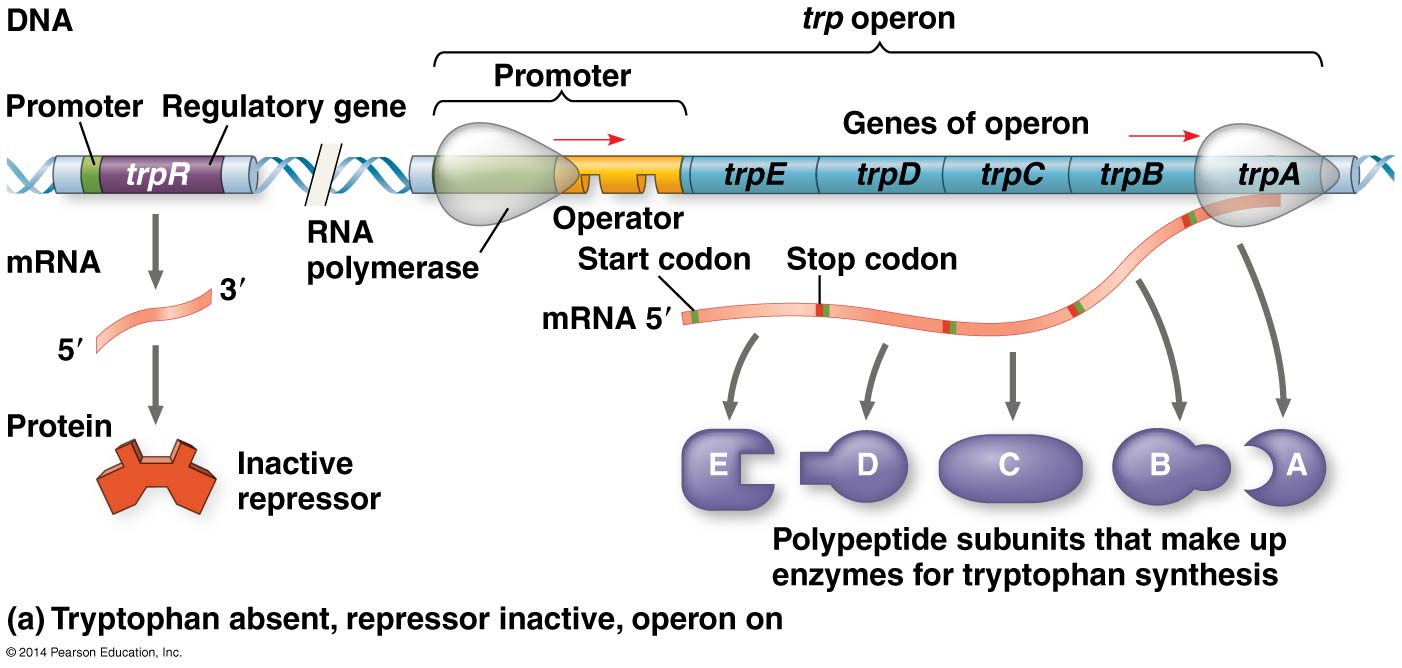 DNA
trp operon
Promoter
Promoter
Regulatory gene
Genes of operon
trpR
trpE
trpD
trpC
trpB
trpA
RNA
polymerase
Operator
mRNA
Start codon
Stop codon
3′
5′
mRNA 5′
Protein
Inactive
repressor
E
D
C
B
A
Polypeptide subunits that make up
enzymes for tryptophan synthesis
(a) Tryptophan absent, repressor inactive, operon on
© 2014 Pearson Education, Inc.